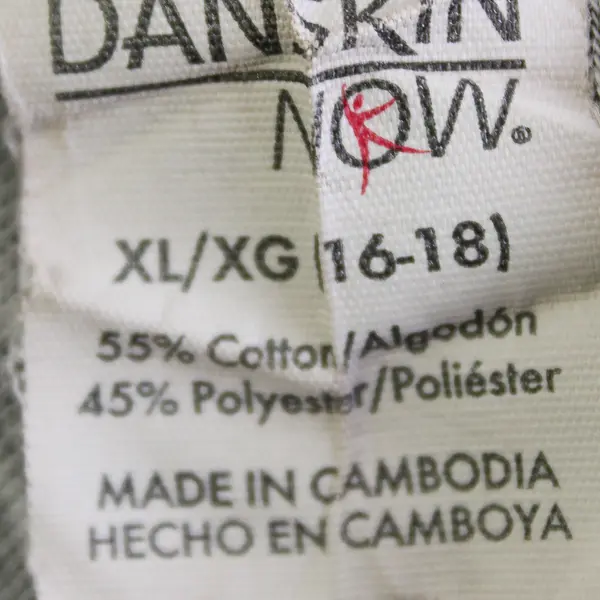 DANSKIN
NOW®
XL/XG (16-18)
55% Cotton/Algodón
45% Polyester/Poliéster
MADE IN CAMBODIA
HECHO EN CAMBOYA